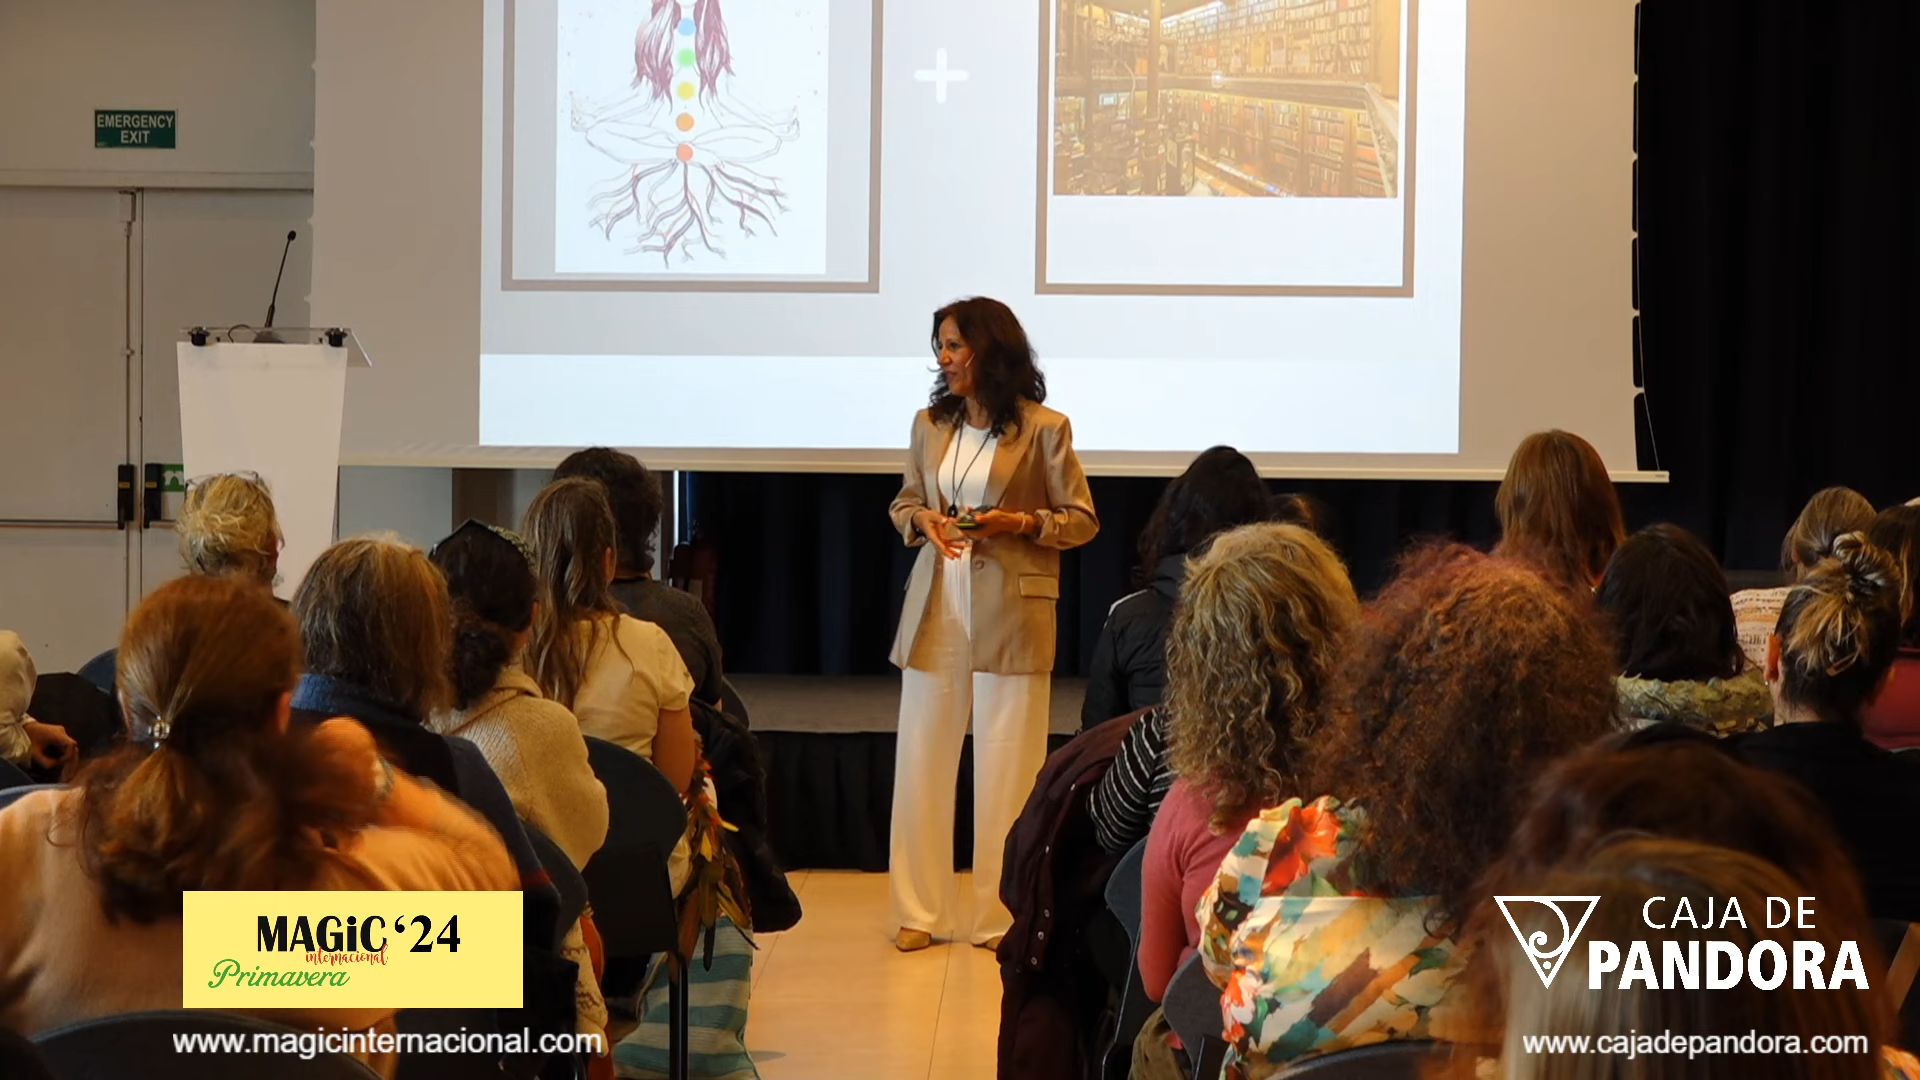 EMERGENCY
EXIT
MAGiC ‘24
internacional
Primavera
www.magicinternacional.com
CAJA DE
PANDORA
www.cajadepandora.com